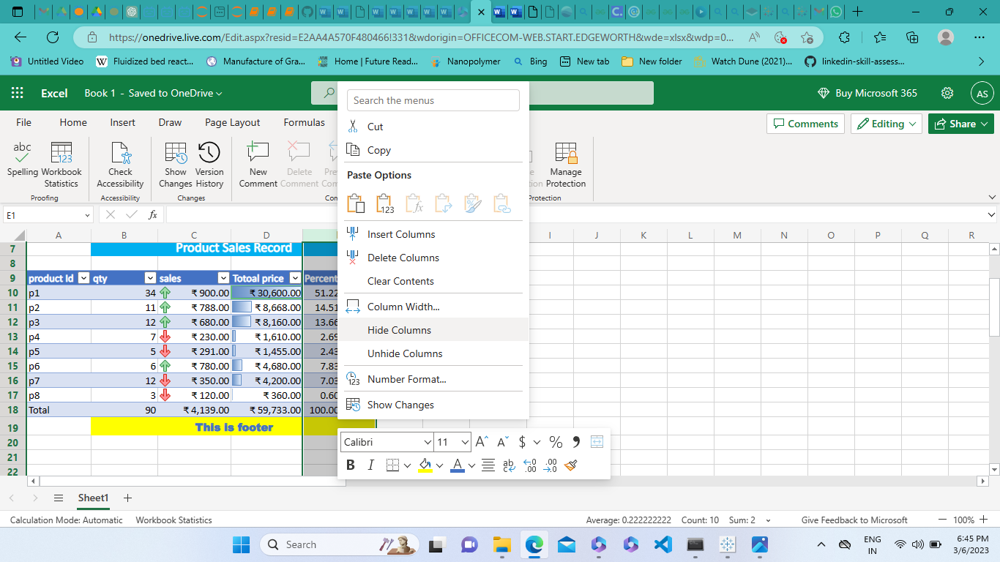 https://onedrive.live.com/Edit.aspx?resid=E2AA4A570F480466!331&wdorigin=OFFICECOM-WEB.START.EDGEWORTH&wde=xlsx&wdp=0...
Untitled Video
Fluidized bed react...
Manufacture of Gra...
Home | Future Read...
Nanopolymer
Bing
New tab
New folder
Watch Dune (2021)...
linkedin-skill-assess...
Excel
Book 1 - Saved to OneDrive
Buy Microsoft 365
AS
File
Home
Insert
Draw
Page Layout
Formulas
Comments
Editing
Share
Spelling
Workbook Statistics
Check Accessibility
Show Changes
Version History
New Comment
Delete Comment
Manage Protection
Proofing
Accessibility
Changes
E1
fx
A B C D I J K L M N O P Q R
7 Product Sales Record
8
9 product Id qty sales Totoal price Percent
10 p1 34 ₹ 900.00 ₹ 30,600.00 51.22
11 p2 11 ₹ 788.00 ₹ 8,668.00 14.51
12 p3 12 ₹ 680.00 ₹ 8,160.00 13.66
13 p4 7 ₹ 230.00 ₹ 1,610.00 2.69
14 p5 5 ₹ 291.00 ₹ 1,455.00 2.43
15 p6 6 ₹ 780.00 ₹ 4,680.00 7.83
16 p7 12 ₹ 350.00 ₹ 4,200.00 7.03
17 p8 3 ₹ 120.00 ₹ 360.00 0.60
18 Total 90 ₹ 4,139.00 ₹ 59,733.00 100.00
19 This is footer
20
21
22
Search the menus
Cut
Copy
Paste Options
Insert Columns
Delete Columns
Clear Contents
Column Width...
Hide Columns
Unhide Columns
Number Format...
Show Changes
Calibri 11 A A $ % ,
B I A ab
Sheet1
Calculation Mode: Automatic
Workbook Statistics
Average: 0.222222222
Count: 10
Sum: 2
Give Feedback to Microsoft
100%
Search
ENG
IN
6:45 PM
3/6/2023